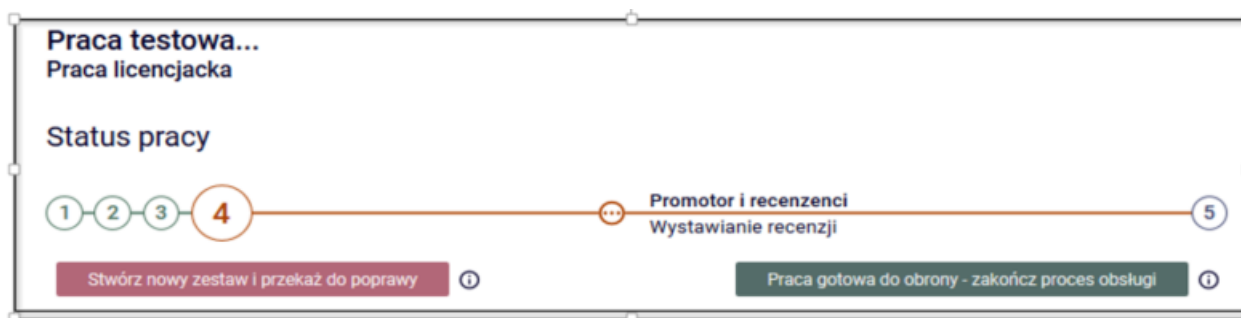 Praca testowa...
Praca licencjacka
Status pracy
1 2 3 4 Promotor i recenzenci 5
Wystawianie recenzji
Stwórz nowy zestaw i przekaż do poprawy
Praca gotowa do obrony - zakończ proces obsługi